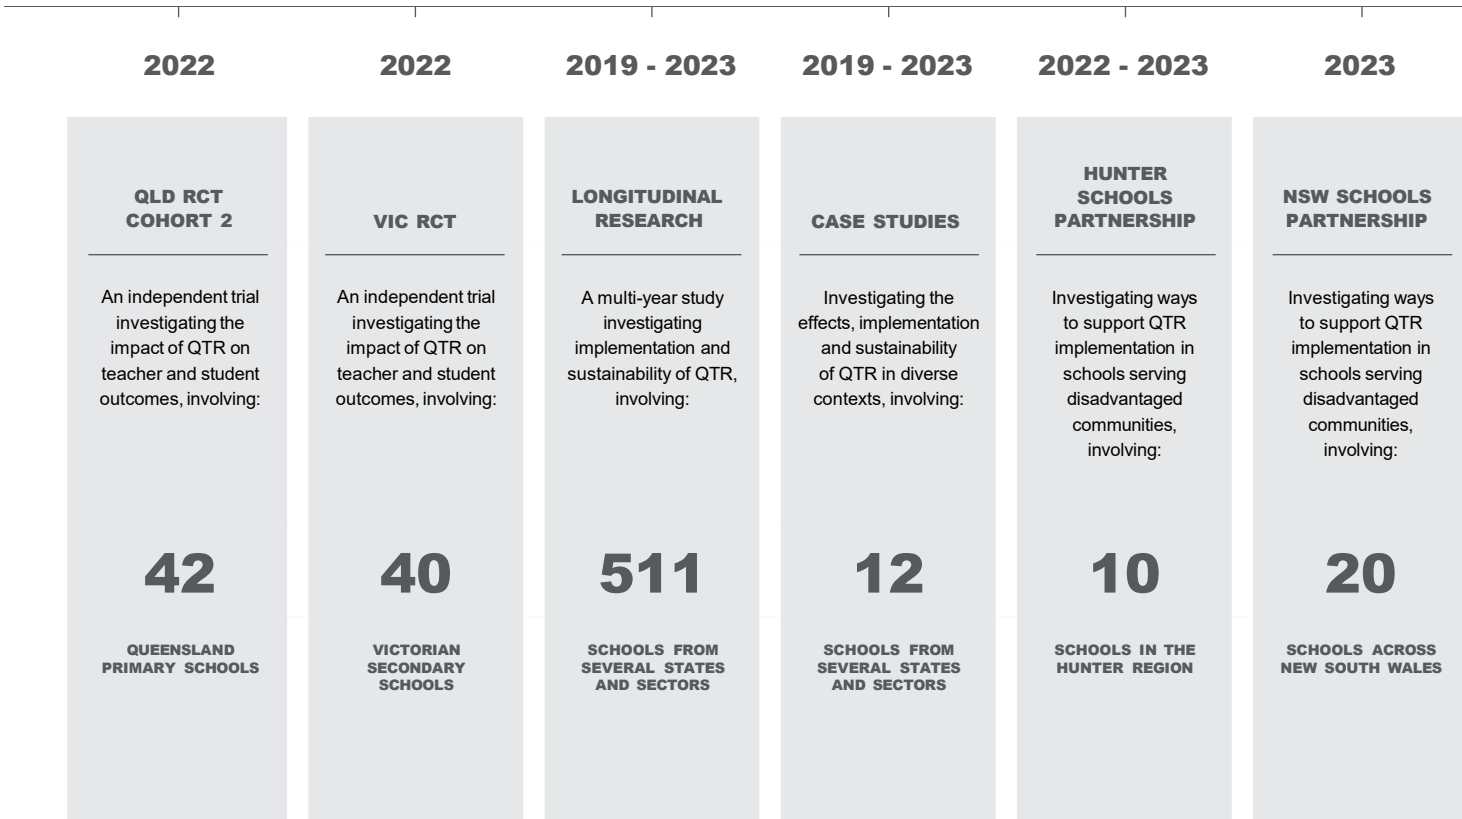 2022
QLD RCT
COHORT 2
An independent trial
investigating the
impact of QTR on
teacher and student
outcomes, involving:
42
QUEENSLAND
PRIMARY SCHOOLS
2022
VIC RCT
An independent trial
investigating the
impact of QTR on
teacher and student
outcomes, involving:
40
VICTORIAN
SECONDARY
SCHOOLS
2019 - 2023
LONGITUDINAL
RESEARCH
A multi-year study
investigating
implementation and
sustainability of QTR,
involving:
511
SCHOOLS FROM
SEVERAL STATES
AND SECTORS
2019 - 2023
CASE STUDIES
Investigating the
effects, implementation
and sustainability
of QTR in diverse
contexts, involving:
12
SCHOOLS FROM
SEVERAL STATES
AND SECTORS
2022 - 2023
HUNTER
SCHOOLS
PARTNERSHIP
Investigating ways
to support QTR
implementation in
schools serving
disadvantaged
communities,
involving:
10
SCHOOLS IN THE
HUNTER REGION
2023
NSW SCHOOLS
PARTNERSHIP
Investigating ways
to support QTR
implementation in
schools serving
disadvantaged
communities,
involving:
20
SCHOOLS ACROSS
NEW SOUTH WALES